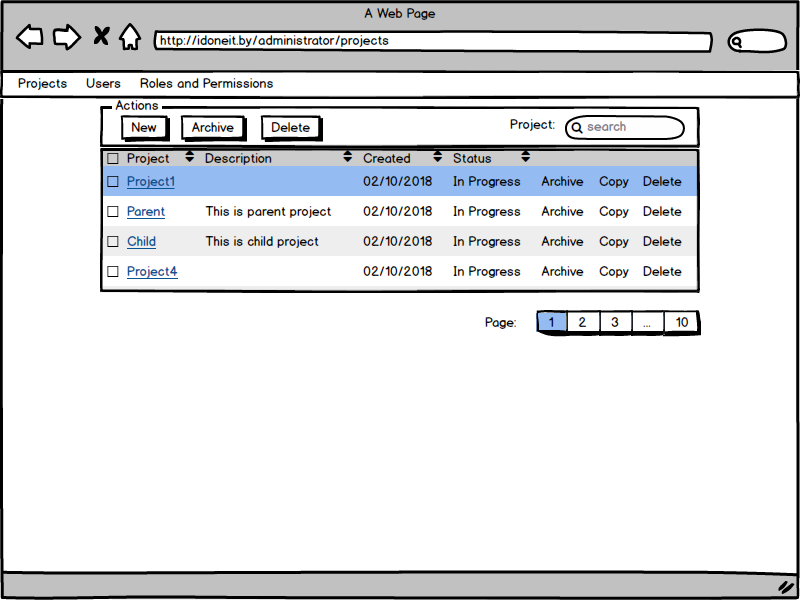 A Web Page
http://idoneit.by/administrator/projects
Projects Users Roles and Permissions
Actions
New Archive Delete Project: search
Project Description Created Status
Project1 02/10/2018 In Progress Archive Copy Delete
Parent This is parent project 02/10/2018 In Progress Archive Copy Delete
Child This is child project 02/10/2018 In Progress Archive Copy Delete
Project4 02/10/2018 In Progress Archive Copy Delete
Page: 1 2 3 ... 10